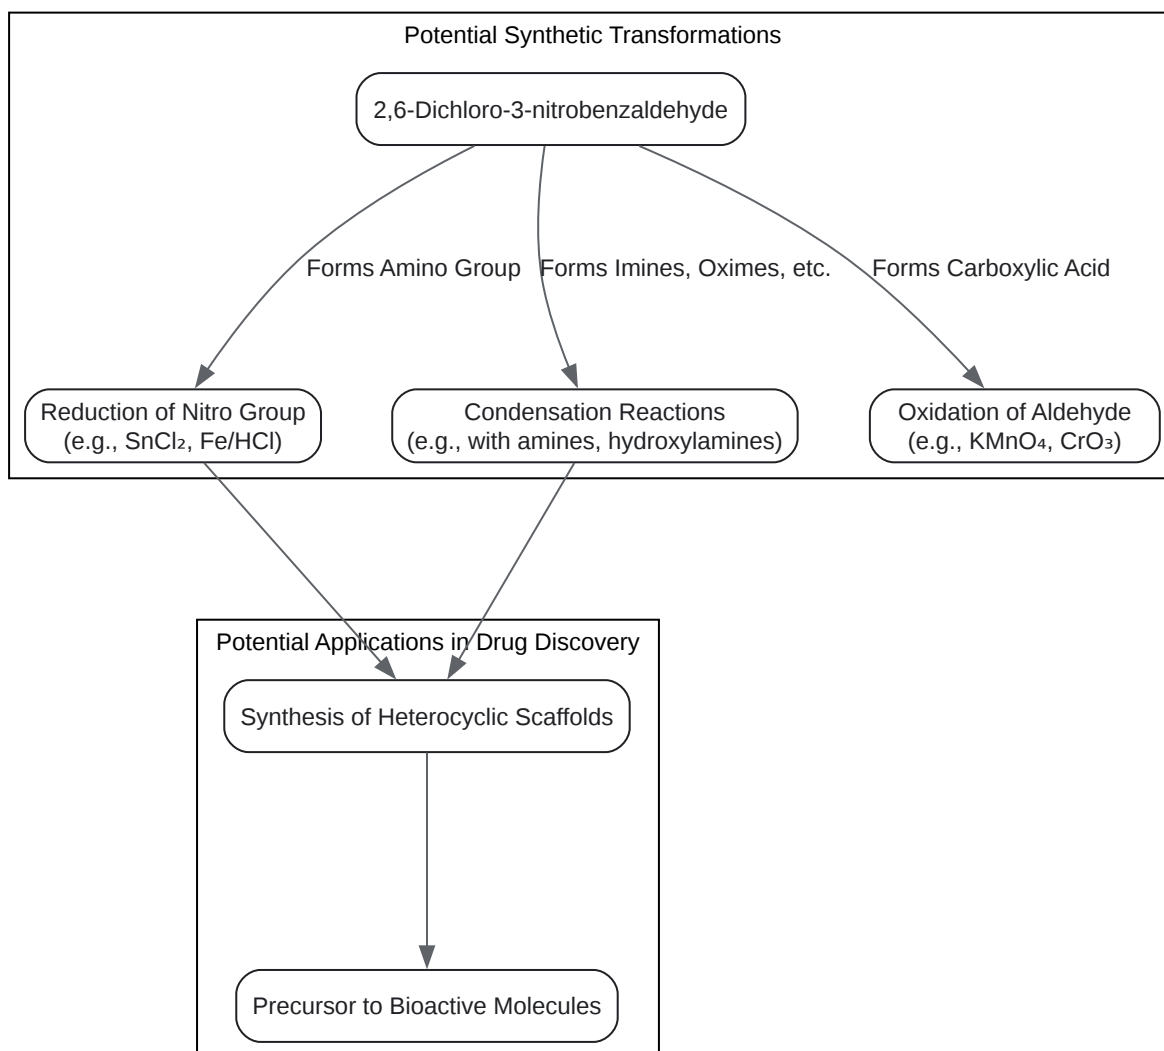 Potential Synthetic Transformations
2,6-Dichloro-3-nitrobenzaldehyde
Forms Amino Group
Forms Imines, Oximes, etc.
Forms Carboxylic Acid
Reduction of Nitro Group
(e.g., SnCl₂, Fe/HCl)
Condensation Reactions
(e.g., with amines, hydroxylamines)
Oxidation of Aldehyde
(e.g., KMnO₄, CrO₃)
Potential Applications in Drug Discovery
Synthesis of Heterocyclic Scaffolds
Precursor to Bioactive Molecules